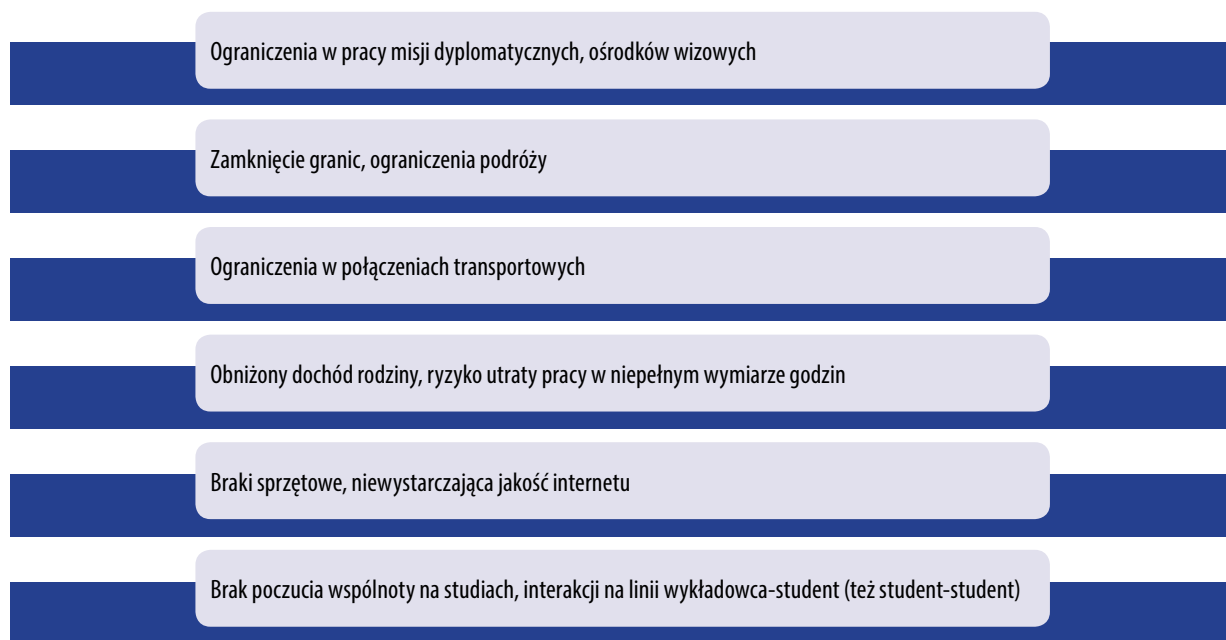 Ograniczenia w pracy misji dyplomatycznych, ośrodków wizowych
Zamknięcie granic, ograniczenia podróży
Ograniczenia w połączeniach transportowych
Obniżony dochód rodziny, ryzyko utraty pracy w niepełnym wymiarze godzin
Braki sprzętowe, niewystarczająca jakość internetu
Brak poczucia wspólnoty na studiach, interakcji na linii wykładowca-student (też student-student)